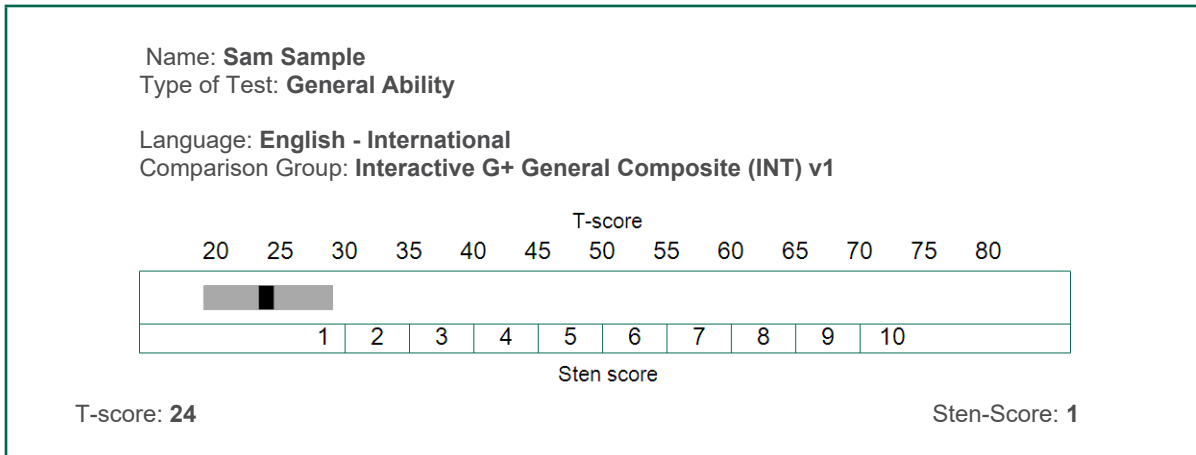 Name: Sam Sample
Type of Test: General Ability
Language: English - International
Comparison Group: Interactive G+ General Composite (INT) v1
T-score
20 25 30 35 40 45 50 55 60 65 70 75 80
1 2 3 4 5 6 7 8 9 10
Sten score
T-score: 24 Sten-Score: 1